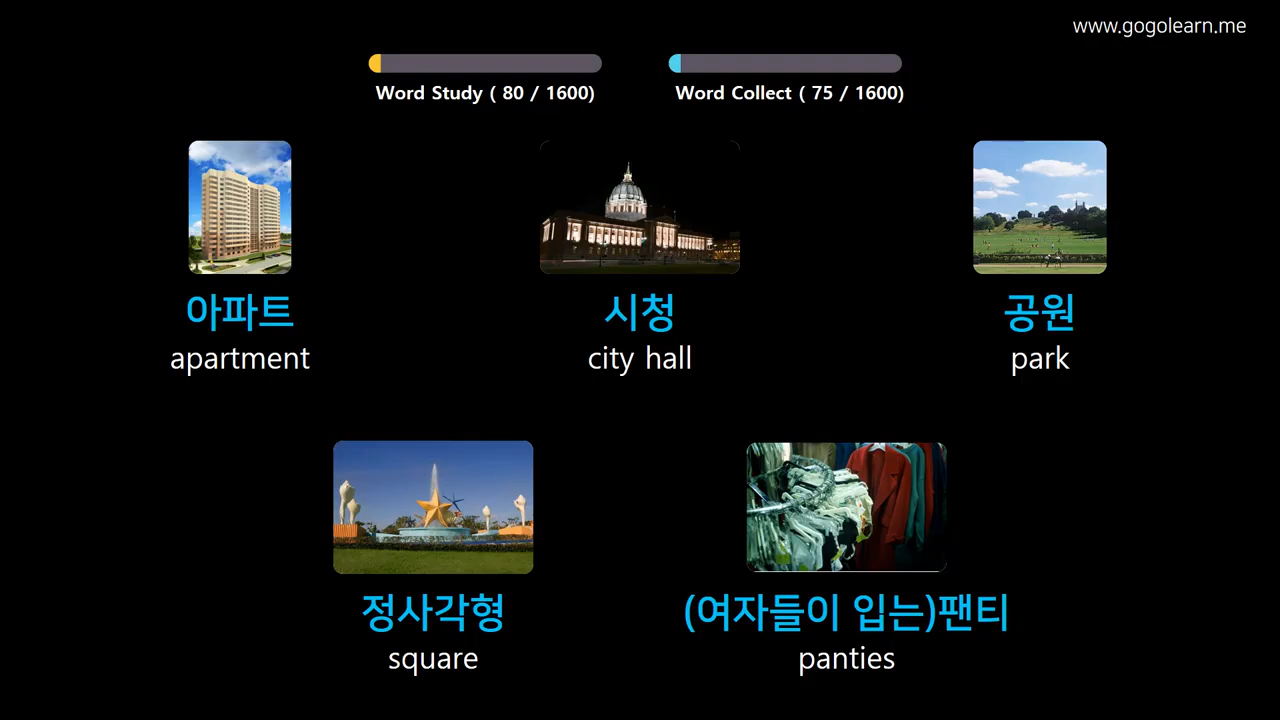 www.gogolearn.me
Word Study ( 80 / 1600)
Word Collect ( 75 / 1600)
아파트
apartment
시청
city hall
공원
park
정사각형
square
(여자들이 입는)팬티
panties